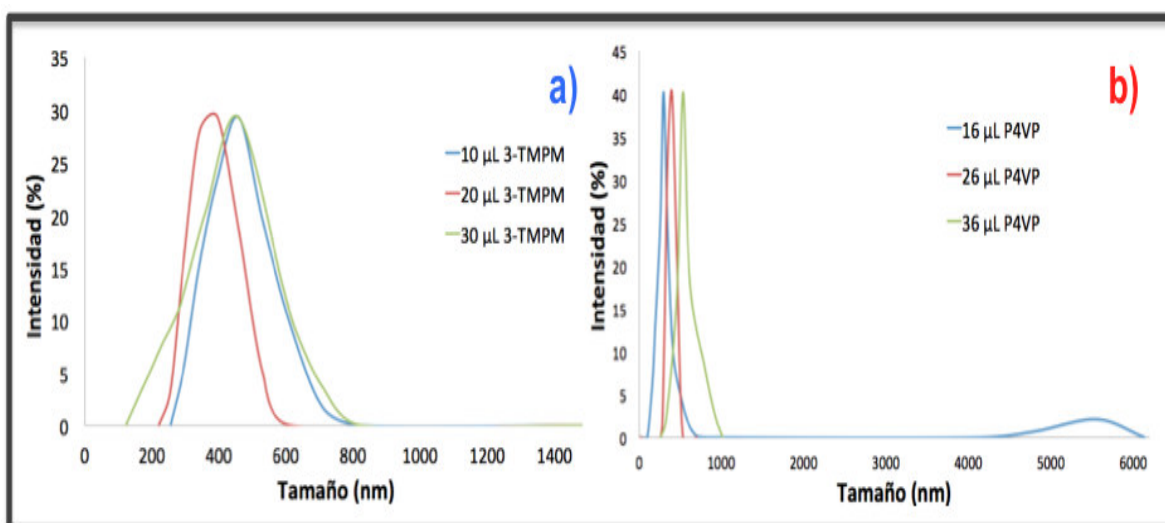 a)
35
30
25
20
15
10
5
0
Intensidad (%)
10 µL 3-TMPM
20 µL 3-TMPM
30 µL 3-TMPM
0 200 400 600 800 1000 1200 1400
Tamaño (nm)
b)
45
40
35
30
25
20
15
10
5
0
Intensidad (%)
16 µL P4VP
26 µL P4VP
36 µL P4VP
0 1000 2000 3000 4000 5000 6000
Tamaño (nm)